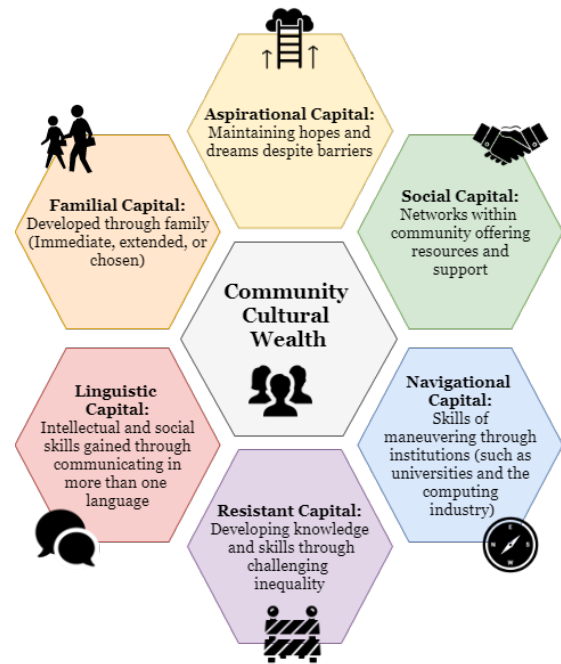 Aspirational Capital:
Maintaining hopes and
dreams despite barriers
Familial Capital:
Developed through family
(Immediate, extended, or
chosen)
Social Capital:
Networks within
community offering
resources and
support
Community
Cultural
Wealth
Linguistic
Capital:
Intellectual and social
skills gained through
communicating in
more than one
language
Navigational
Capital:
Skills of
maneuvering through
institutions (such as
universities and the
computing
industry)
Resistant Capital:
Developing knowledge
and skills through
challenging
inequality
E
N S
W